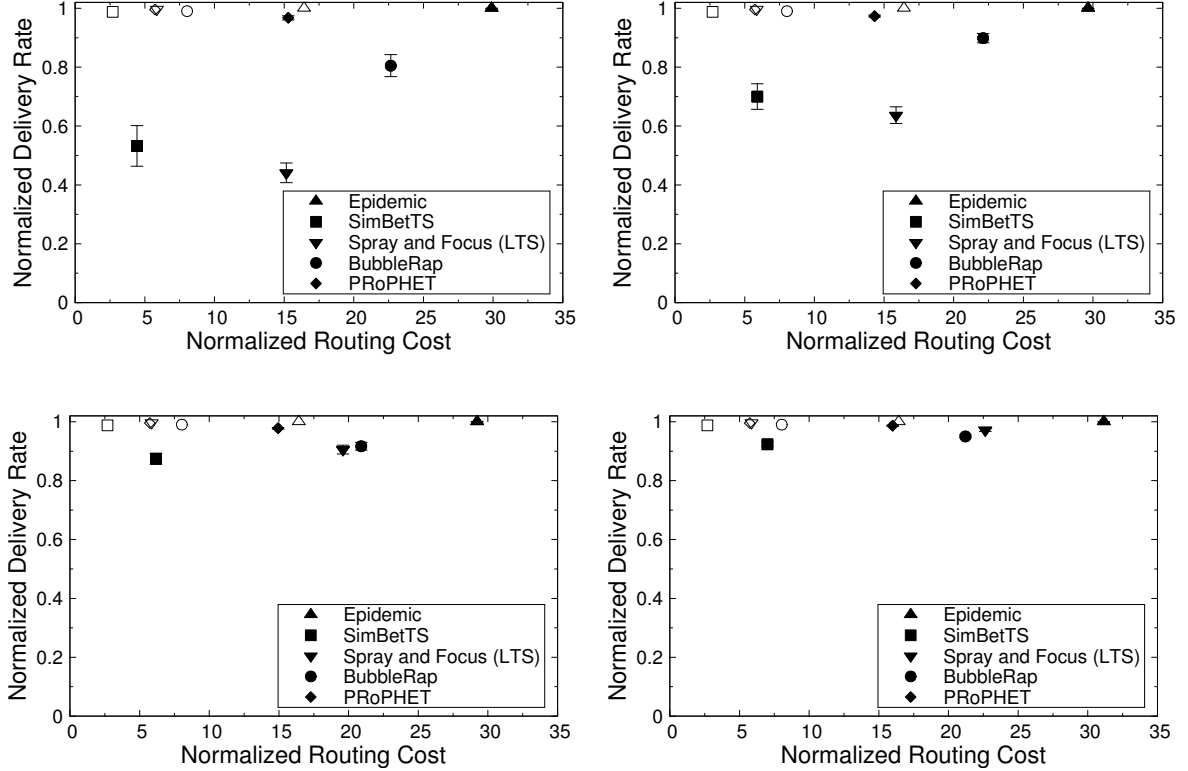 1
0.8
0.6
0.4
0.2
0
Normalized Delivery Rate
Epidemic
SimBetTS
Spray and Focus (LTS)
BubbleRap
PRoPHET
0 5 10 15 20 25 30 35
Normalized Routing Cost
1
0.8
0.6
0.4
0.2
0
Normalized Delivery Rate
Epidemic
SimBetTS
Spray and Focus (LTS)
BubbleRap
PRoPHET
0 5 10 15 20 25 30 35
Normalized Routing Cost
1
0.8
0.6
0.4
0.2
0
Normalized Delivery Rate
Epidemic
SimBetTS
Spray and Focus (LTS)
BubbleRap
PRoPHET
0 5 10 15 20 25 30 35
Normalized Routing Cost
1
0.8
0.6
0.4
0.2
0
Normalized Delivery Rate
Epidemic
SimBetTS
Spray and Focus (LTS)
BubbleRap
PRoPHET
0 5 10 15 20 25 30 35
Normalized Routing Cost